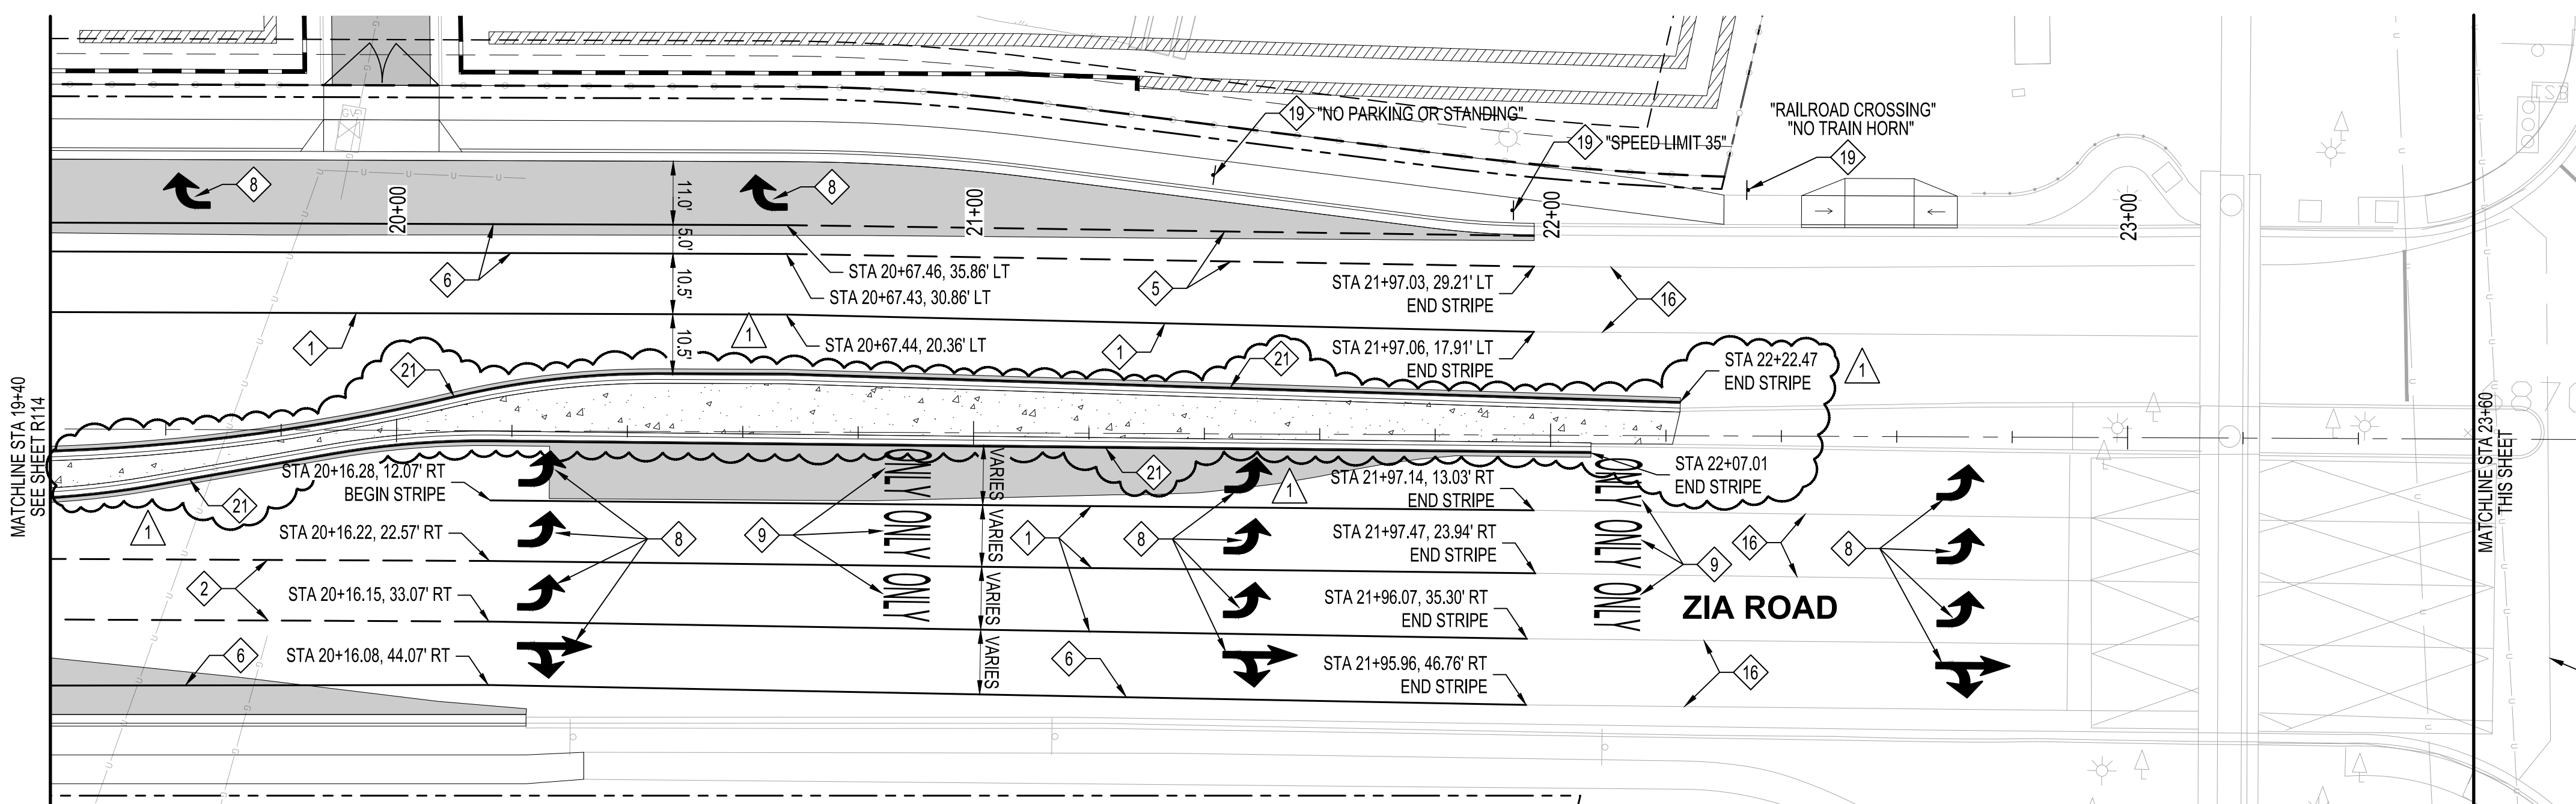 "NO PARKING OR STANDING"
"SPEED LIMIT 35"
"RAILROAD CROSSING"
"NO TRAIN HORN"
19
19
19
8
8
20+00
21+00
22+00
23+00
11.0'
5.0'
10.5'
10.5'
6
5
16
1
1
1
STA 20+67.46, 35.86' LT
STA 20+67.43, 30.86' LT
STA 20+67.44, 20.36' LT
STA 21+97.03, 29.21' LT
END STRIPE
STA 21+97.06, 17.91' LT
END STRIPE
STA 22+22.47
END STRIPE
1
21
21
MATCHLINE STA 19+40
SEE SHEET R114
STA 20+16.28, 12.07' RT
BEGIN STRIPE
21
21
1
1
STA 22+07.01
END STRIPE
STA 21+97.14, 13.03' RT
END STRIPE
STA 20+16.22, 22.57' RT
STA 21+97.47, 23.94' RT
END STRIPE
2
8
9
1
8
16
9
8
ONLY
ONLY
ONLY
VARIES
VARIES
VARIES
VARIES
ONLY
ONLY
ONLY
STA 20+16.15, 33.07' RT
STA 21+96.07, 35.30' RT
END STRIPE
ZIA ROAD
6
STA 20+16.08, 44.07' RT
6
STA 21+95.96, 46.76' RT
END STRIPE
16
MATCHLINE STA 23+60
THIS SHEET
TSB